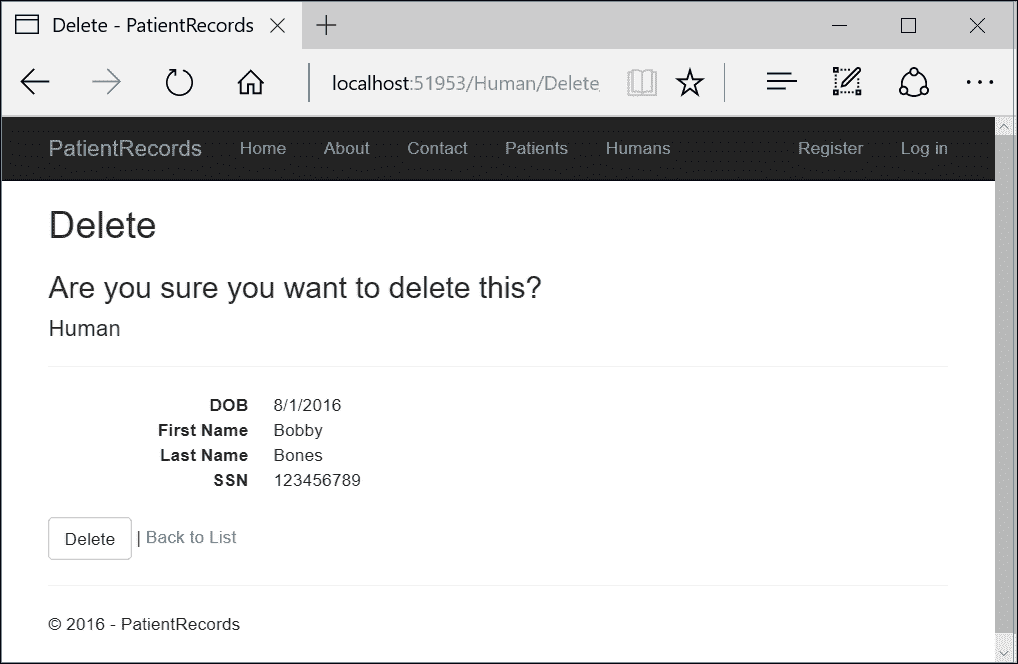 Delete - PatientRecords
localhost:51953/Human/Delete
PatientRecords Home About Contact Patients Humans Register Log in
Delete
Are you sure you want to delete this?
Human
DOB 8/1/2016
First Name Bobby
Last Name Bones
SSN 123456789
Delete | Back to List
© 2016 - PatientRecords